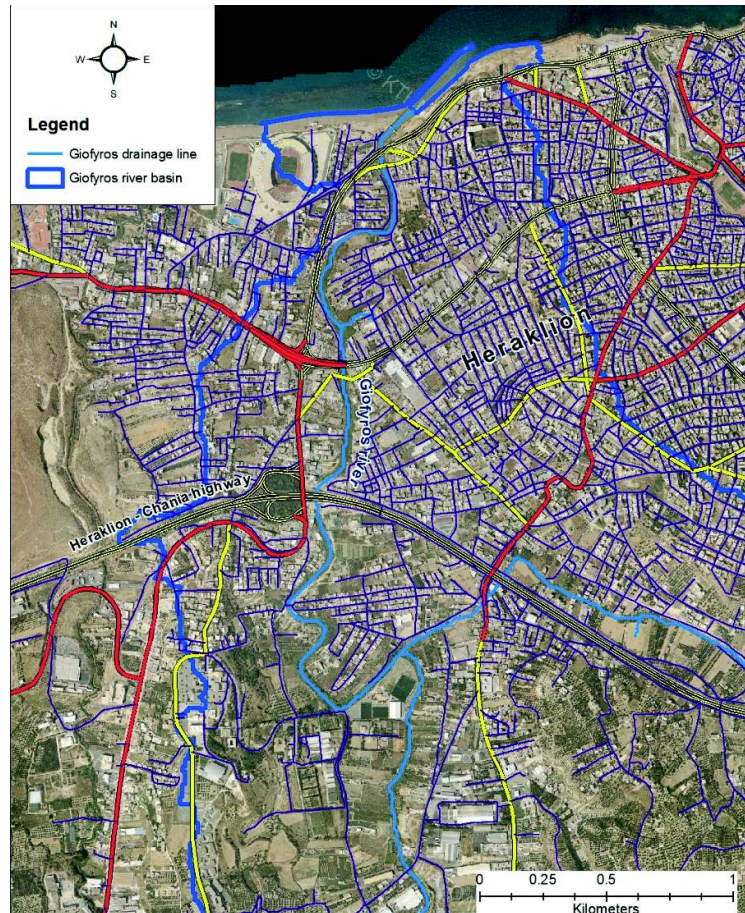 N
W E
S
Legend
Giofyros drainage line
Giofyros river basin
© KT
Heraklion
Giofyros river
Heraklion - Chania highway
0 0.25 0.5 1
Kilometers